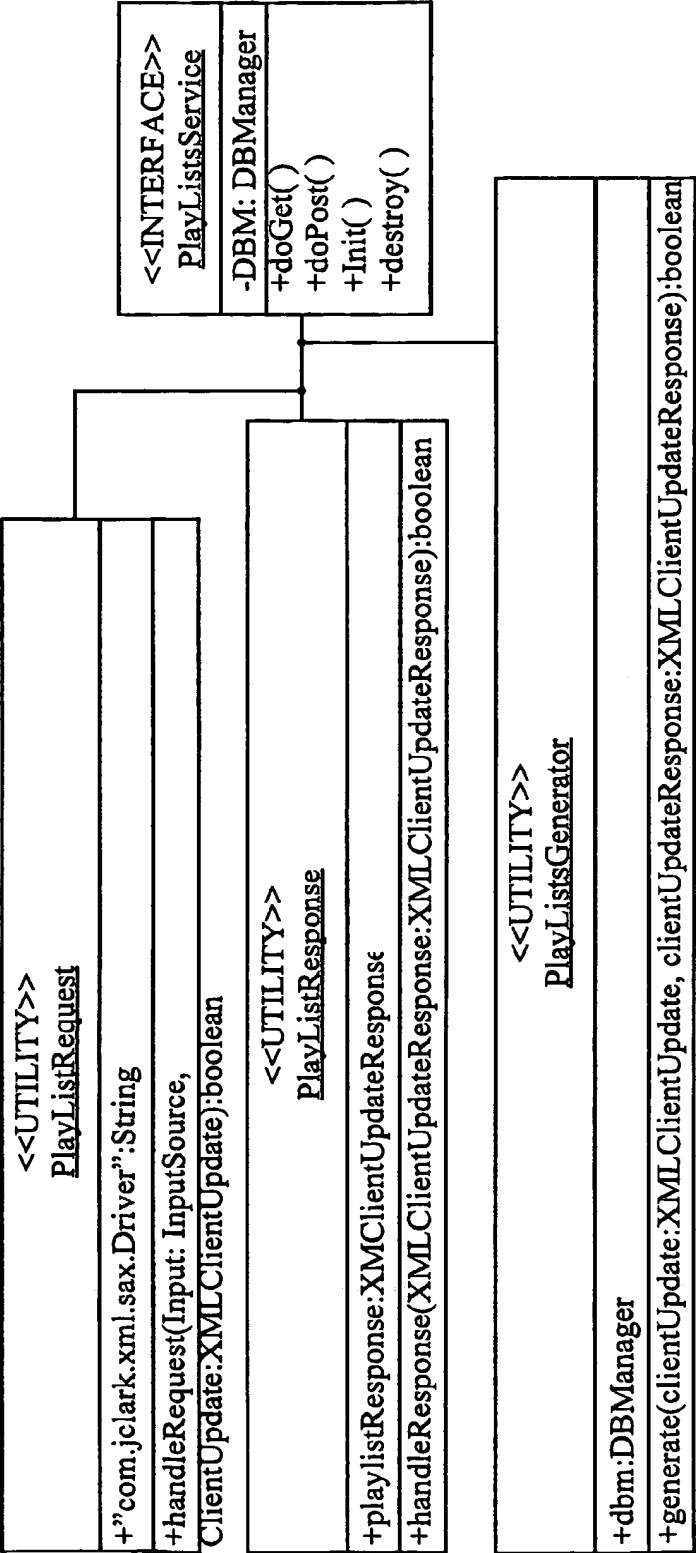 <<INTERFACE>>
PlayListsService
-DBM: DBManager
+doGet( )
+doPost( )
+Init( )
+destroy( )
<<UTILITY>>
PlayListRequest
+"com.jclark.xml.sax.Driver":String
+handleRequest(Input: InputSource,
ClientUpdate:XMLClientUpdate):boolean
<<UTILITY>>
PlayListResponse
+playlistResponse:XMClientUpdateResponse
+handleResponse(XMLClientUpdateResponse:XMLClientUpdateResponse):boolean
<<UTILITY>>
PlayListsGenerator
+dbm:DBManager
+generate(clientUpdate:XMLClientUpdate, clientUpdateResponse:XMLClientUpdateResponse):boolean